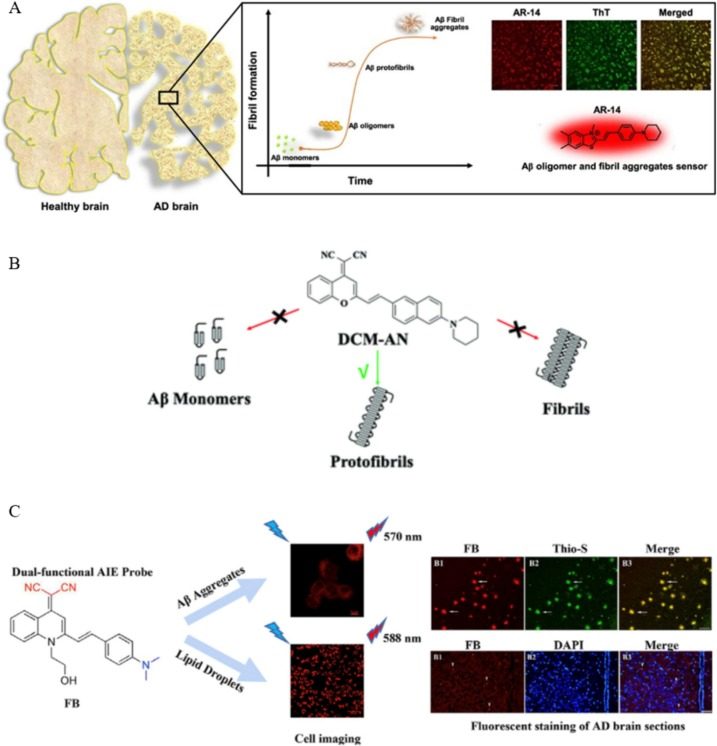 A
Healthy brain
AD brain
Fibril formation
Time
Aβ monomers
Aβ oligomers
Aβ protofibrils
Aβ Fibril
aggregates
AR-14
ThT
Merged
AR-14
Aβ oligomer and fibril aggregates sensor
B
NC CN
O
N
DCM-AN
Aβ Monomers
√
Protofibrils
Fibrils
C
Dual-functional AIE Probe
NC CN
N
N
OH
FB
Aβ Aggregates
Lipid Droplets
570 nm
588 nm
Cell imaging
FB Thio-S Merge
B1 B2 B3
FB DAPI Merge
B1 B2 B3
Fluorescent staining of AD brain sections